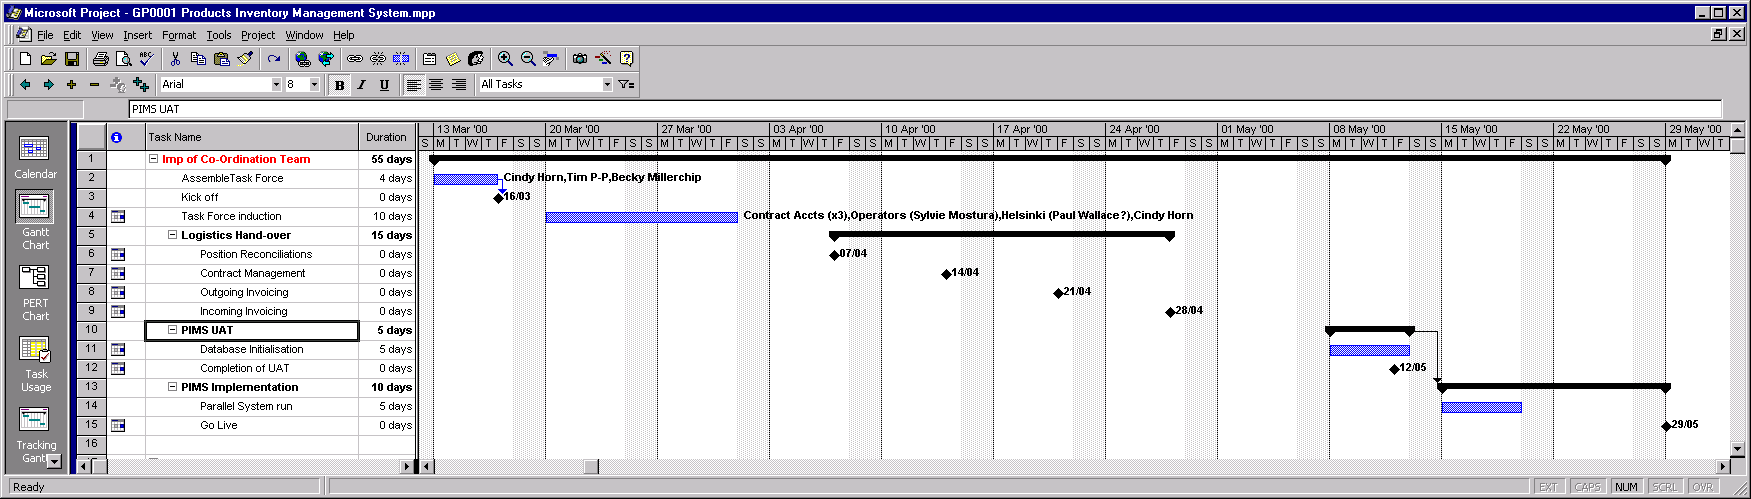 Microsoft Project - GP0001 Products Inventory Management System.mpp
File Edit View Insert Format Tools Project Window Help
Arial 8 B I U All Tasks
PIMS UAT
Task Name Duration 13 Mar '00 20 Mar '00 27 Mar '00 03 Apr '00 10 Apr '00 17 Apr '00 24 Apr '00 01 May '00 08 May '00 15 May '00 22 May '00 29 May '00
S M T W T F S S M T W T F S S M T W T F S S M T W T F S S M T W T F S S M T W T F S S M T W T F S S M T W T F S S M T W T F S S M T W T F S S M T W T F S S M T W T
1 Imp of Co-Ordination Team 55 days
2 AssembleTask Force 4 days Cindy Horn,Tim P-P,Becky Millerchip
3 Kick off 0 days 16/03
4 Task Force induction 10 days Contract Accts (x3),Operators (Sylvie Mostura),Helsinki (Paul Wallace?),Cindy Horn
5 Logistics Hand-over 15 days
6 Position Reconciliations 0 days 07/04
7 Contract Management 0 days 14/04
8 Outgoing Invoicing 0 days 21/04
9 Incoming Invoicing 0 days 28/04
10 PIMS UAT 5 days
11 Database Initialisation 5 days
12 Completion of UAT 0 days 12/05
13 PIMS Implementation 10 days
14 Parallel System run 5 days
15 Go Live 0 days 29/05
16
Calendar
Gantt
Chart
PERT
Chart
Task
Usage
Tracking
Gantt
Ready EXT CAPS NUM SCRL OVR